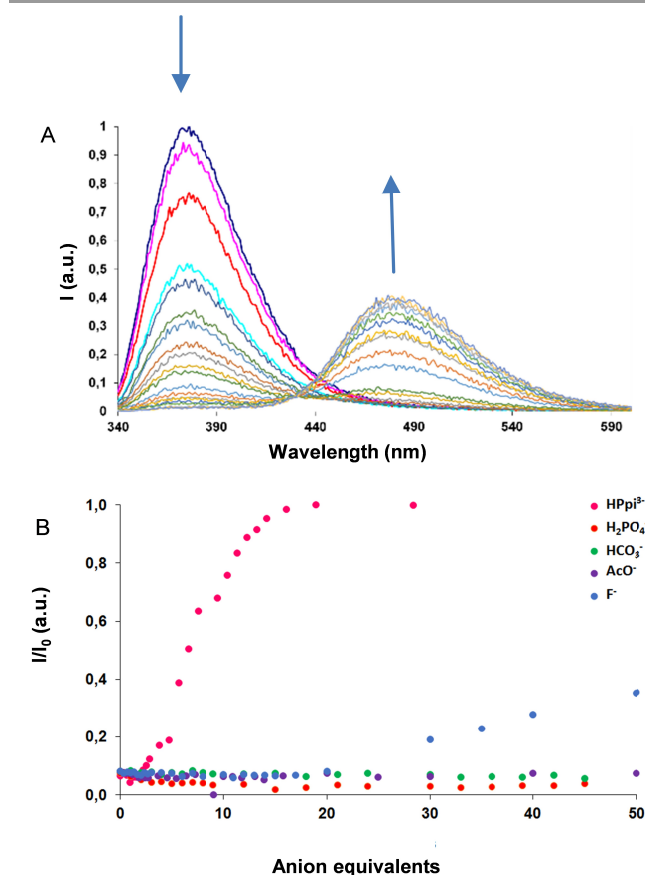 A
I (a.u.)
1
0,9
0,8
0,7
0,6
0,5
0,4
0,3
0,2
0,1
0
340 390 440 490 540 590
Wavelength (nm)
B
I/I₀ (a.u.)
1,0
0,8
0,6
0,4
0,2
0,0
0 10 20 30 40 50
Anion equivalents
HPpi³⁻
H₂PO₄
HCO₃⁻
AcO⁻
F⁻